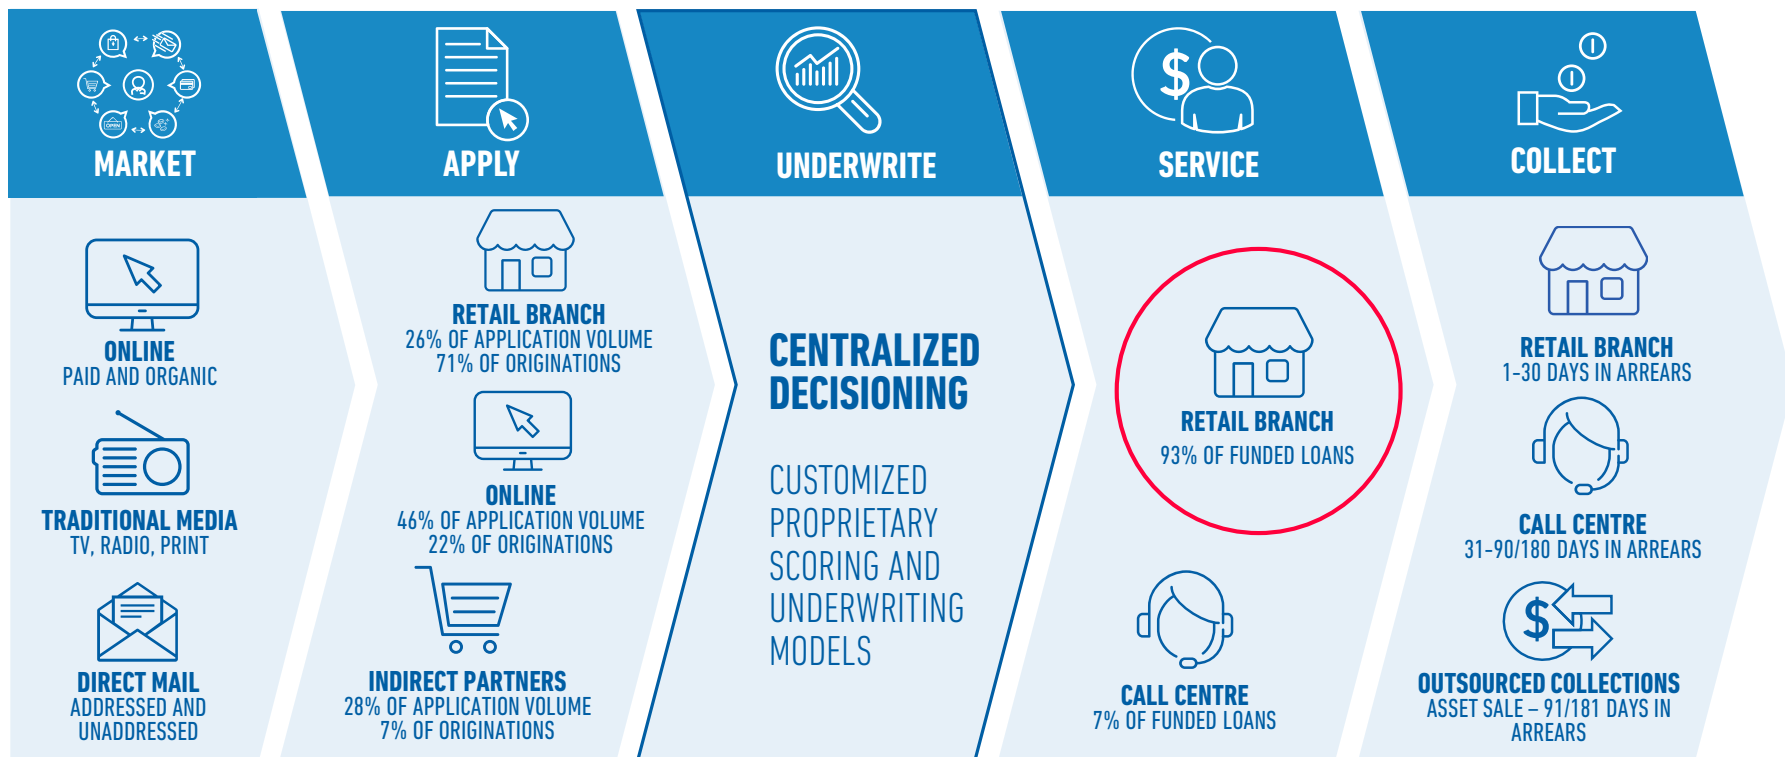 MARKET
OPEN
ONLINE
PAID AND ORGANIC
TRADITIONAL MEDIA
TV, RADIO, PRINT
DIRECT MAIL
ADDRESSED AND
UNADDRESSED
APPLY
RETAIL BRANCH
26% OF APPLICATION VOLUME
71% OF ORIGINATIONS
ONLINE
46% OF APPLICATION VOLUME
22% OF ORIGINATIONS
INDIRECT PARTNERS
28% OF APPLICATION VOLUME
7% OF ORIGINATIONS
UNDERWRITE
CENTRALIZED
DECISIONING
CUSTOMIZED
PROPRIETARY
SCORING AND
UNDERWRITING
MODELS
$
SERVICE
RETAIL BRANCH
93% OF FUNDED LOANS
CALL CENTRE
7% OF FUNDED LOANS
COLLECT
RETAIL BRANCH
1-30 DAYS IN ARREARS
CALL CENTRE
31-90/180 DAYS IN ARREARS
$
OUTSOURCED COLLECTIONS
ASSET SALE – 91/181 DAYS IN
ARREARS